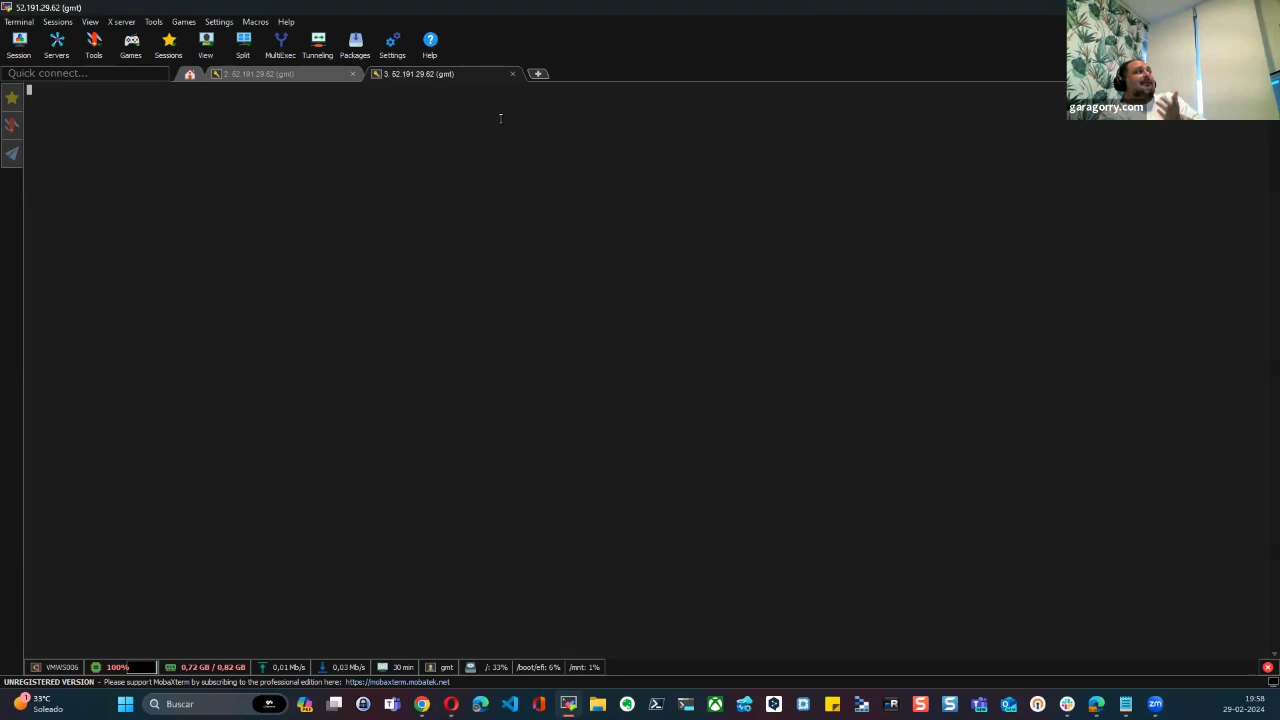 52.191.29.62 (gmt)
Terminal Sessions View X server Tools Games Settings Macros Help
Session Servers Tools Games Sessions View Split MultiExec Tunneling Packages Settings Help
Quick connect...
2. 52.191.29.62 (gmt)
3. 52.191.29.62 (gmt)
garagorry.com
VMWS006 100% 0,72 GB / 0,82 GB 0,01 Mb/s 0,03 Mb/s 30 min gmt /: 33% /boot/efi: 6% /mnt: 1%
UNREGISTERED VERSION - Please support MobaXterm by subscribing to the professional edition here: https://mobaxterm.mobatek.net
33°C
Soleado
Buscar
19:58
29-02-2024